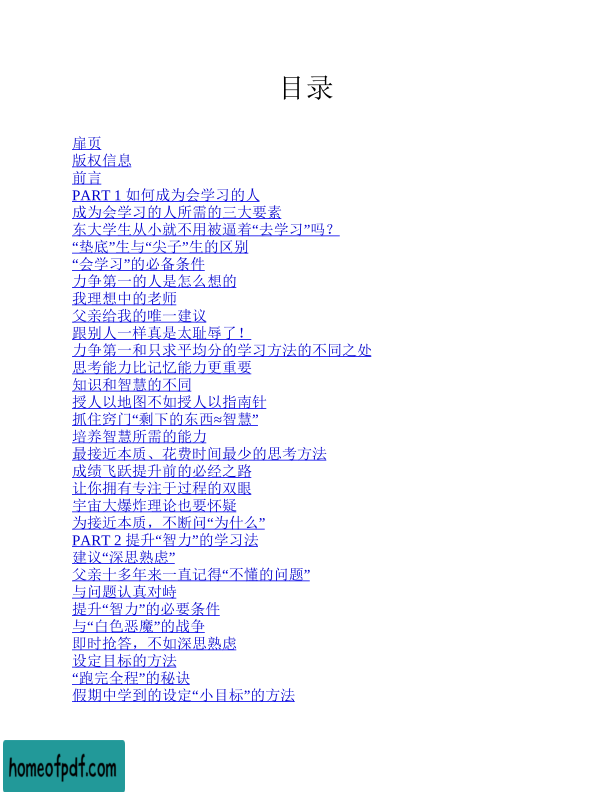 目录
扉页
版权信息
前言
PART 1 如何成为会学习的人
成为会学习的人所需的三大要素
东大学生从小就不用被逼着“去学习”吗？
“垫底”生与“尖子”生的区别
“会学习”的必备条件
力争第一的人是怎么想的
我理想中的老师
父亲给我的唯一建议
跟别人一样真是太耻辱了！
力争第一和只求平均分的学习方法的不同之处
思考能力比记忆能力更重要
知识和智慧的不同
授人以地图不如授人以指南针
抓住窍门“剩下的东西≈智慧”
培养智慧所需的能力
最接近本质、花费时间最少的思考方法
成绩飞跃提升前的必经之路
让你拥有专注于过程的双眼
宇宙大爆炸理论也要怀疑
为接近本质，不断问“为什么”
PART 2 提升“智力”的学习法
建议“深思熟虑”
父亲十多年来一直记得“不懂的问题”
与问题认真对峙
提升“智力”的必要条件
与“白色恶魔”的战争
即时抢答，不如深思熟虑
设定目标的方法
“跑完全程”的秘诀
假期中学到的设定“小目标”的方法
homeofpdf.com